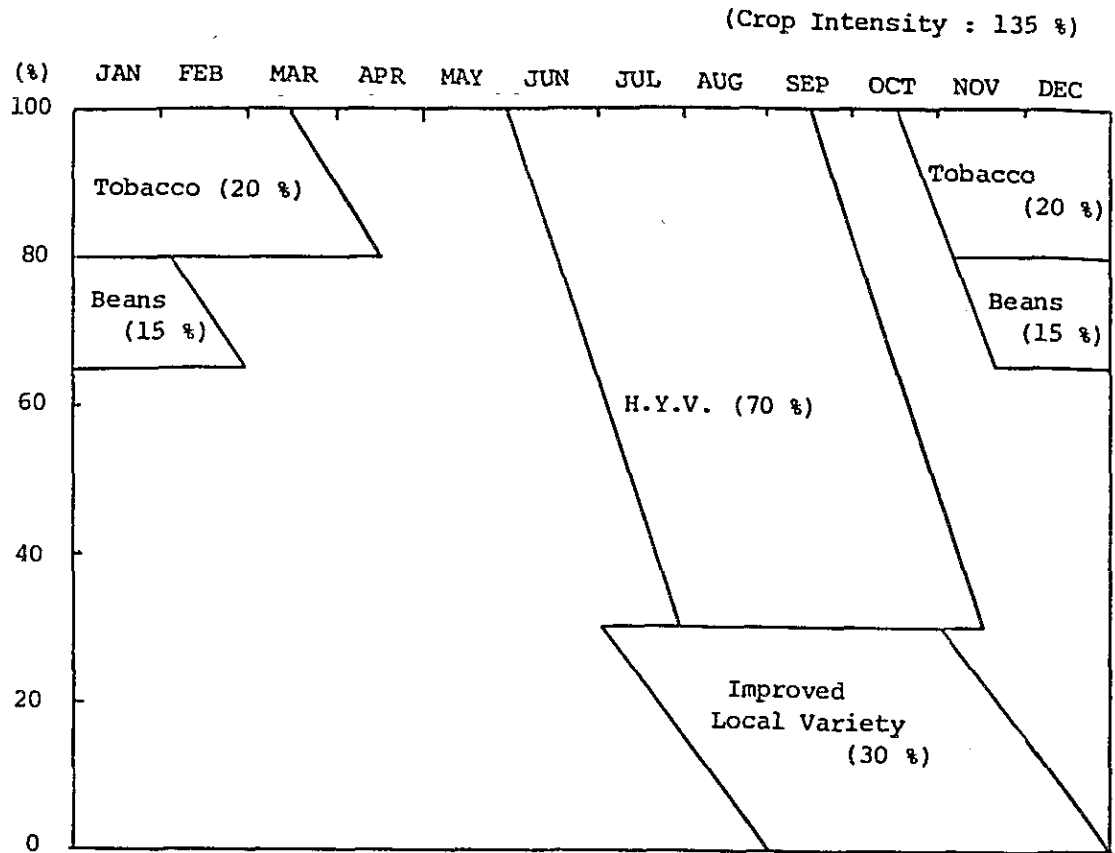 (Crop Intensity : 135 %)
(%) JAN FEB MAR APR MAY JUN JUL AUG SEP OCT NOV DEC
100
Tobacco (20 %)
Tobacco
(20 %)
80
Beans
(15 %)
Beans
(15 %)
60
H.Y.V. (70 %)
40
20
Improved
Local Variety
(30 %)
0